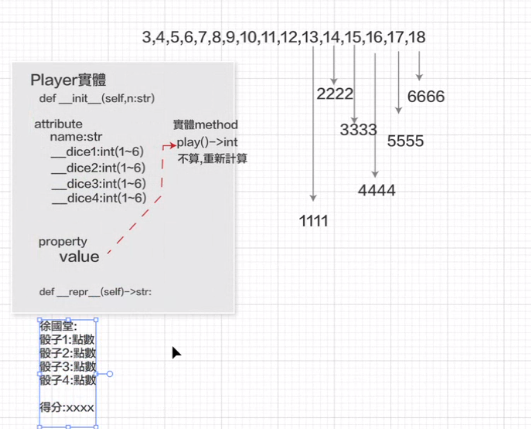 3,4,5,6,7,8,9,10,11,12,13,14,15,16,17,18
Player實體
def __init__(self,n:str)
attribute
name:str
__dice1:int(1~6)
__dice2:int(1~6)
__dice3:int(1~6)
__dice4:int(1~6)
實體method
play()->int
不算,重新計算
property
value
def __repr__(self)->str:
2222
6666
3333
5555
4444
1111
徐國堂:
骰子1:點數
骰子2:點數
骰子3:點數
骰子4:點數
得分:xxxx